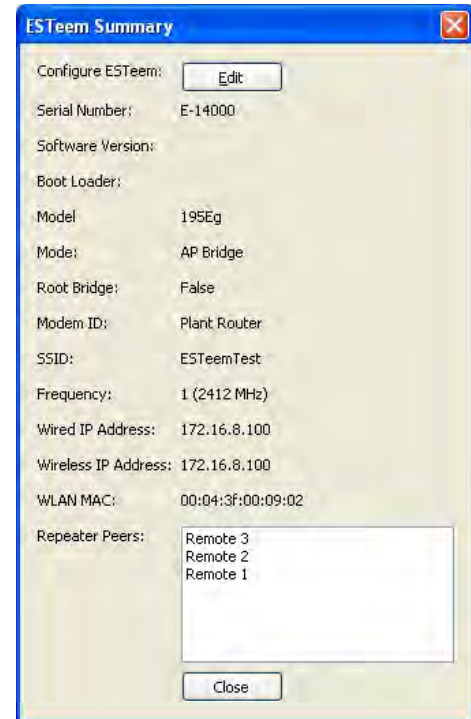 ESTeem Summary
Configure ESTeem: Edit
Serial Number: E-14000
Software Version:
Boot Loader:
Model 195Eg
Mode: AP Bridge
Root Bridge: False
Modem ID: Plant Router
SSID: ESTeemTest
Frequency: 1 (2412 MHz)
Wired IP Address: 172.16.8.100
Wireless IP Address: 172.16.8.100
WLAN MAC: 00:04:3f:00:09:02
Repeater Peers: Remote 3
Remote 2
Remote 1
Close